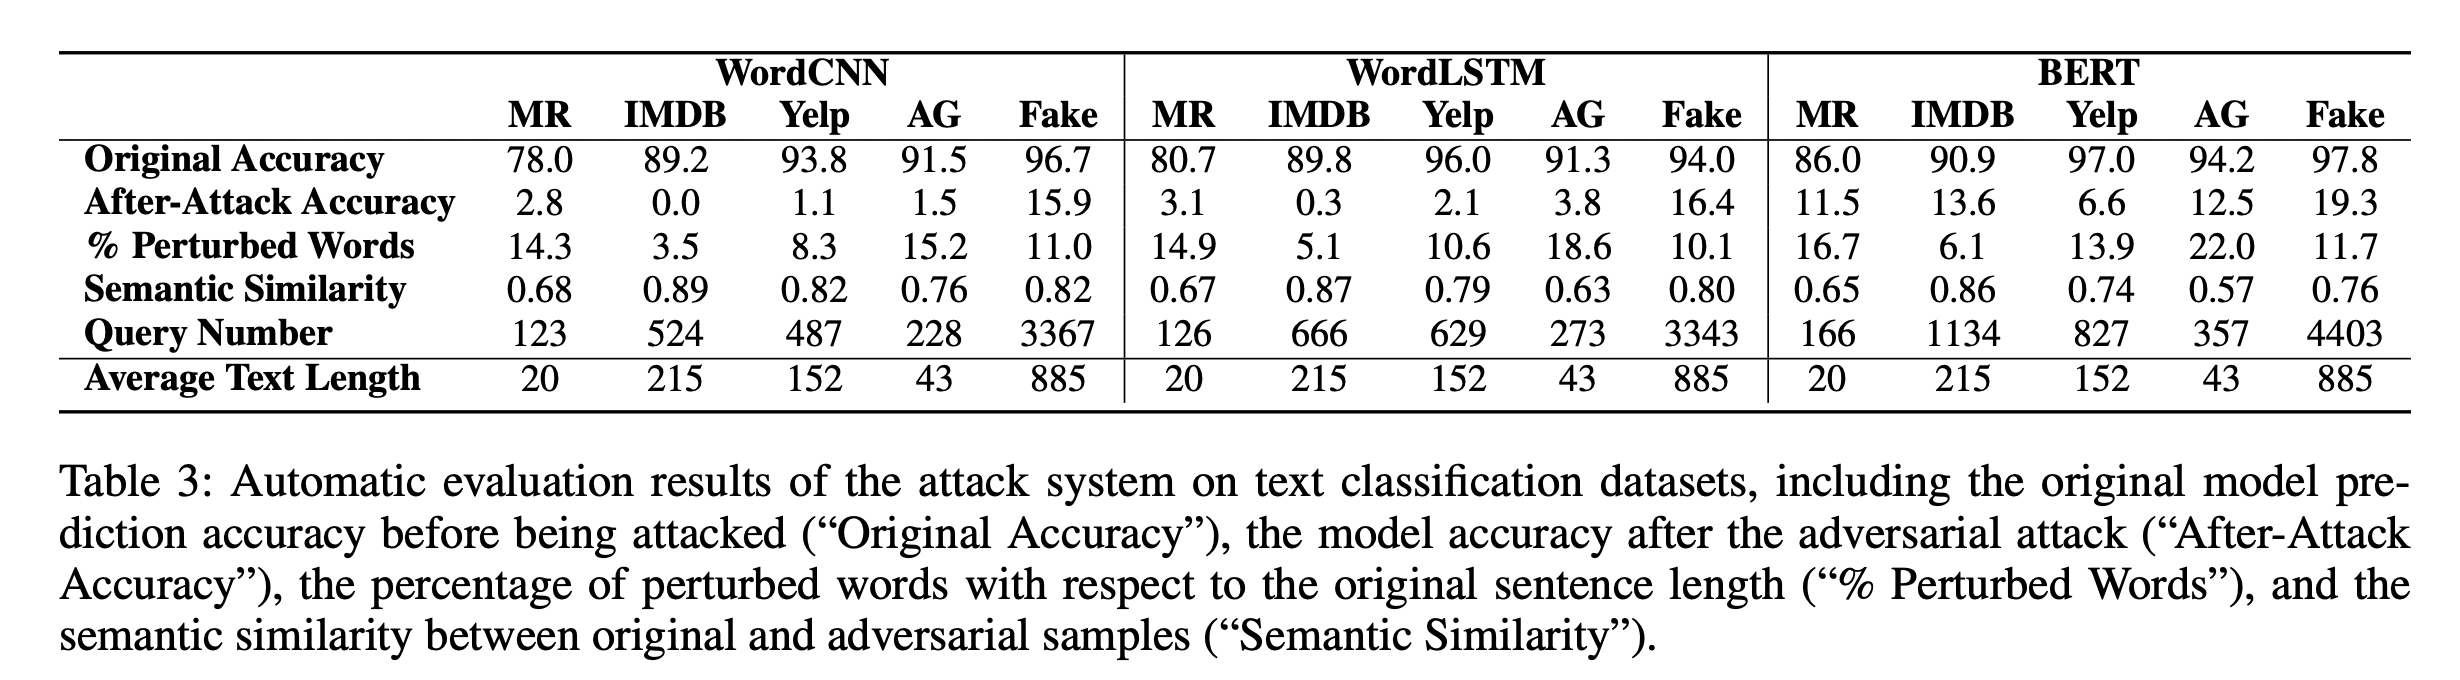 WordCNN WordLSTM BERT
MR IMDB Yelp AG Fake MR IMDB Yelp AG Fake MR IMDB Yelp AG Fake
Original Accuracy 78.0 89.2 93.8 91.5 96.7 80.7 89.8 96.0 91.3 94.0 86.0 90.9 97.0 94.2 97.8
After-Attack Accuracy 2.8 0.0 1.1 1.5 15.9 3.1 0.3 2.1 3.8 16.4 11.5 13.6 6.6 12.5 19.3
% Perturbed Words 14.3 3.5 8.3 15.2 11.0 14.9 5.1 10.6 18.6 10.1 16.7 6.1 13.9 22.0 11.7
Semantic Similarity 0.68 0.89 0.82 0.76 0.82 0.67 0.87 0.79 0.63 0.80 0.65 0.86 0.74 0.57 0.76
Query Number 123 524 487 228 3367 126 666 629 273 3343 166 1134 827 357 4403
Average Text Length 20 215 152 43 885 20 215 152 43 885 20 215 152 43 885
Table 3: Automatic evaluation results of the attack system on text classification datasets, including the original model pre-
diction accuracy before being attacked (“Original Accuracy”), the model accuracy after the adversarial attack (“After-Attack
Accuracy”), the percentage of perturbed words with respect to the original sentence length (“% Perturbed Words”), and the
semantic similarity between original and adversarial samples (“Semantic Similarity”).